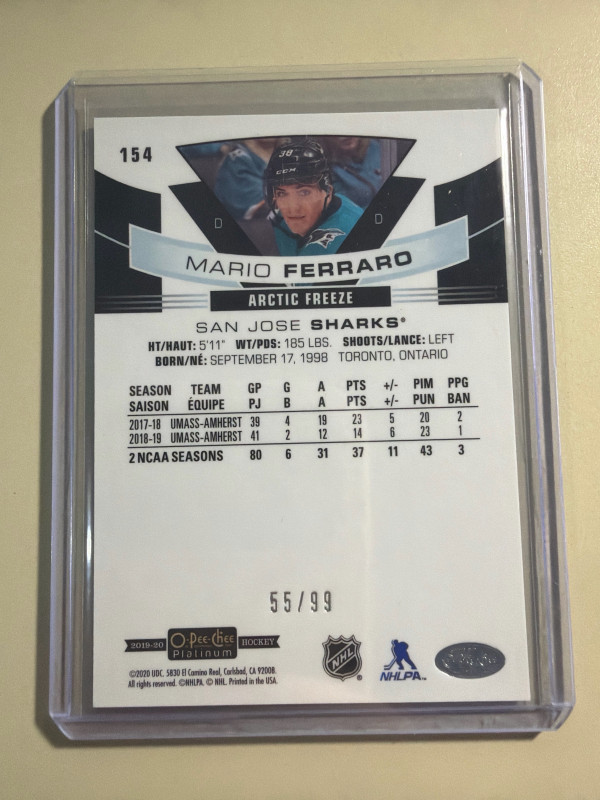 154
38
CCM
D D
MARIO FERRARO
ARCTIC FREEZE
SAN JOSE SHARKS®
HT/HAUT: 5'11" WT/PDS: 185 LBS. SHOOTS/LANCE: LEFT
BORN/NÉ: SEPTEMBER 17, 1998 TORONTO, ONTARIO
SEASON TEAM GP G A PTS +/- PIM PPG
SAISON ÉQUIPE PJ B A PTS +/- PUN BAN
2017-18 UMASS-AMHERST 39 4 19 23 5 20 2
2018-19 UMASS-AMHERST 41 2 12 14 6 23 1
2 NCAA SEASONS 80 6 31 37 11 43 3
55/99
2019-20 O-Pee-Chee Platinum HOCKEY
NHL
NHLPA™
©2020 UDC. 5830 El Camino Real, Carlsbad, CA 92008.
All rights reserved. ©NHLPA. © NHL. Printed in the USA.